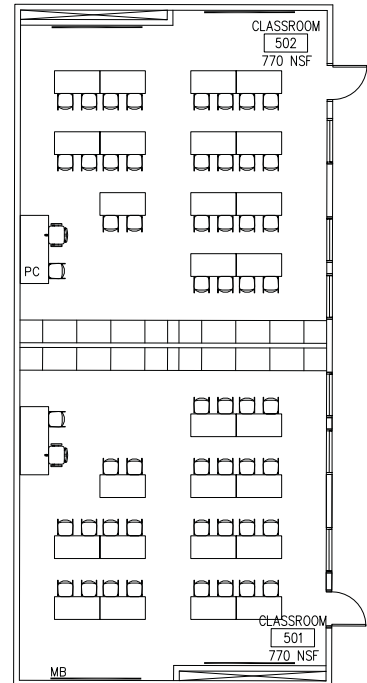 CLASSROOM
502
770 NSF
PC
CLASSROOM
501
770 NSF
MB